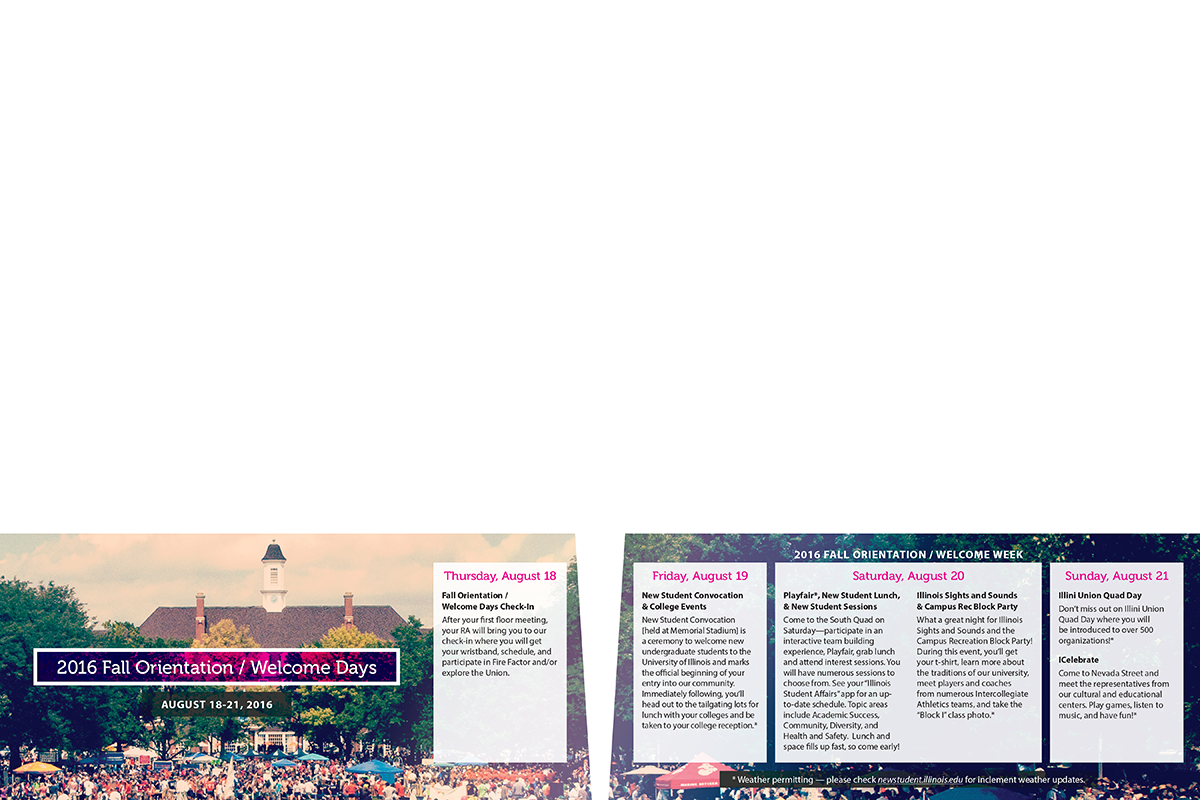 2016 Fall Orientation / Welcome Days
AUGUST 18-21, 2016
Thursday, August 18
Fall Orientation /
Welcome Days Check-In
After your first floor meeting,
your RA will bring you to our
check-in where you will get
your wristband, schedule, and
participate in Fire Factor and/or
explore the Union.
2016 FALL ORIENTATION / WELCOME WEEK
Friday, August 19
New Student Convocation
& College Events
New Student Convocation
[held at Memorial Stadium] is
a ceremony to welcome new
undergraduate students to the
University of Illinois and marks
the official beginning of your
entry into our community.
Immediately following, you'll
head out to the tailgating lots for
lunch with your colleges and be
taken to your college reception.*
Saturday, August 20
Playfair*, New Student Lunch,
& New Student Sessions
Come to the South Quad on
Saturday—participate in an
interactive team building
experience, Playfair, grab lunch
and attend interest sessions. You
will have numerous sessions to
choose from. See your "Illinois
Student Affairs" app for an up-
to-date schedule. Topic areas
include Academic Success,
Community, Diversity, and
Health and Safety. Lunch and
space fills up fast, so come early!
Illinois Sights and Sounds
& Campus Rec Block Party
What a great night for Illinois
Sights and Sounds and the
Campus Recreation Block Party!
During this event, you'll get
your t-shirt, learn more about
the traditions of our university,
meet players and coaches
from numerous Intercollegiate
Athletics teams, and take the
"Block I" class photo.*
Sunday, August 21
Illini Union Quad Day
Don't miss out on Illini Union
Quad Day where you will
be introduced to over 500
organizations!*
ICelebrate
Come to Nevada Street and
meet the representatives from
our cultural and educational
centers. Play games, listen to
music, and have fun!*
* Weather permitting — please check newstudent.illinois.edu for inclement weather updates.